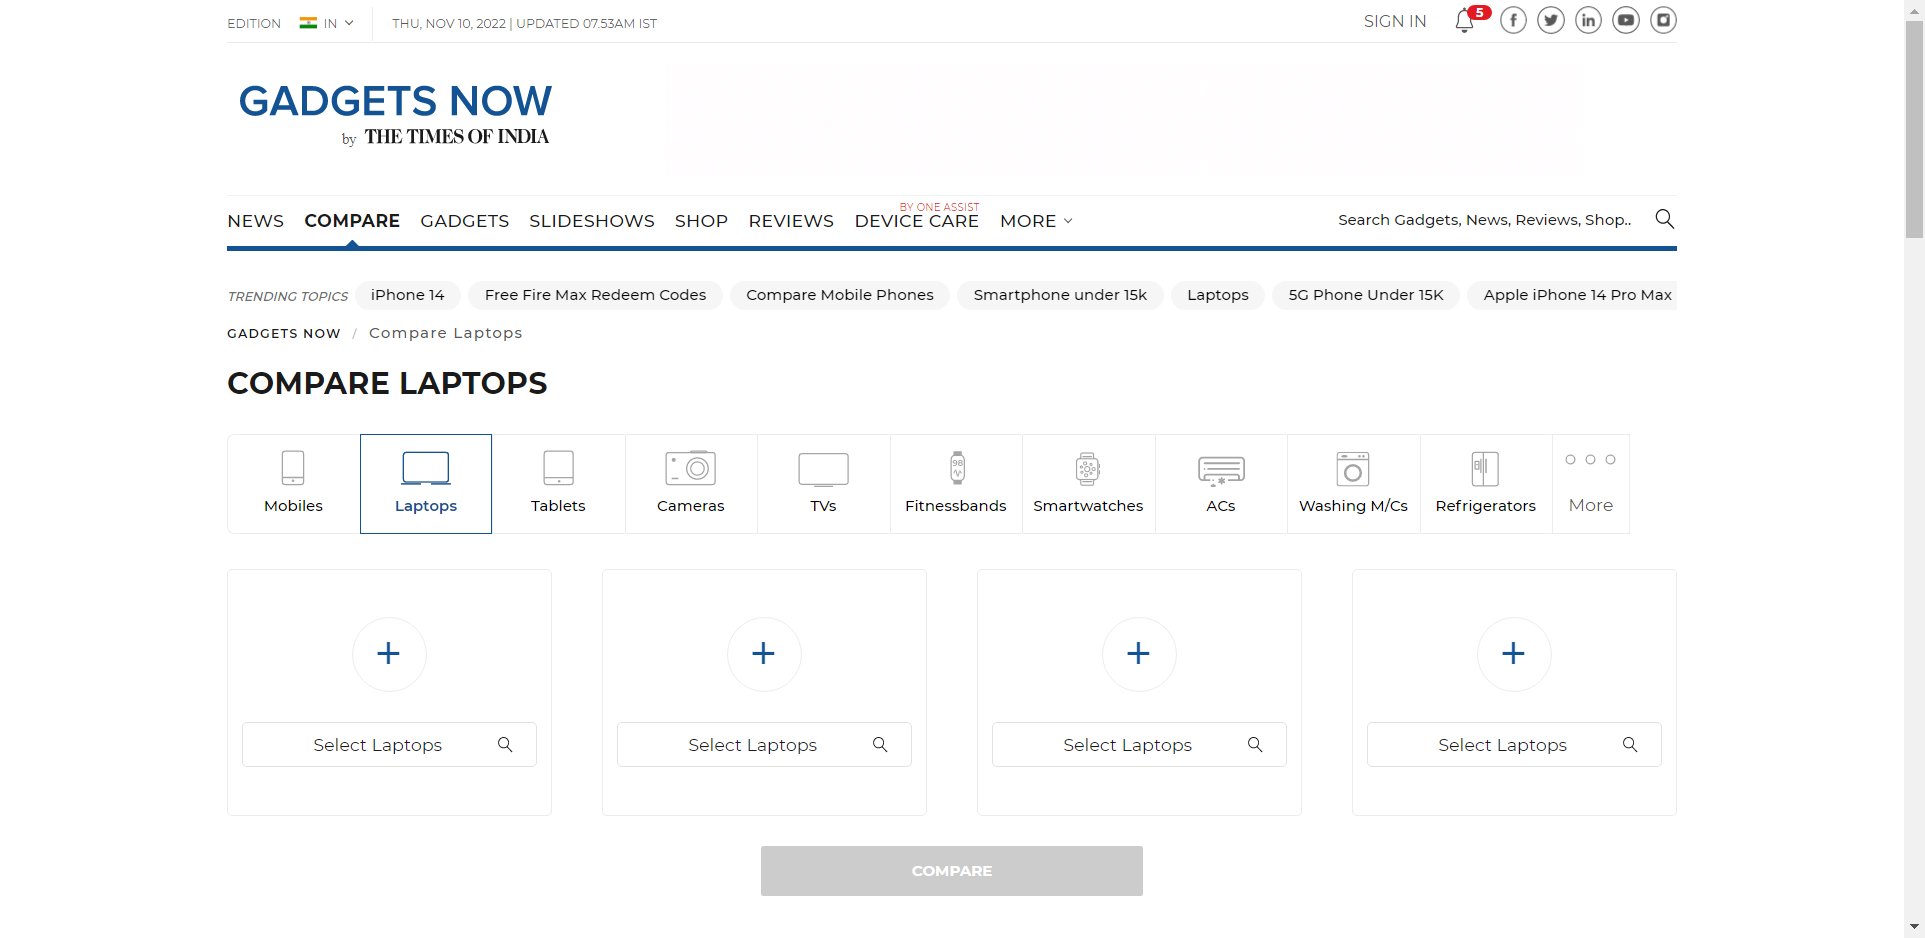 EDITION IN THU, NOV 10, 2022 | UPDATED 07.53AM IST SIGN IN 5
GADGETS NOW
by THE TIMES OF INDIA
BY ONE ASSIST
NEWS COMPARE GADGETS SLIDESHOWS SHOP REVIEWS DEVICE CARE MORE Search Gadgets, News, Reviews, Shop..
TRENDING TOPICS iPhone 14 Free Fire Max Redeem Codes Compare Mobile Phones Smartphone under 15k Laptops 5G Phone Under 15K Apple iPhone 14 Pro Max
GADGETS NOW / Compare Laptops
COMPARE LAPTOPS
98
Mobiles Laptops Tablets Cameras TVs Fitnessbands Smartwatches ACs Washing M/Cs Refrigerators More
Select Laptops Select Laptops Select Laptops Select Laptops
COMPARE